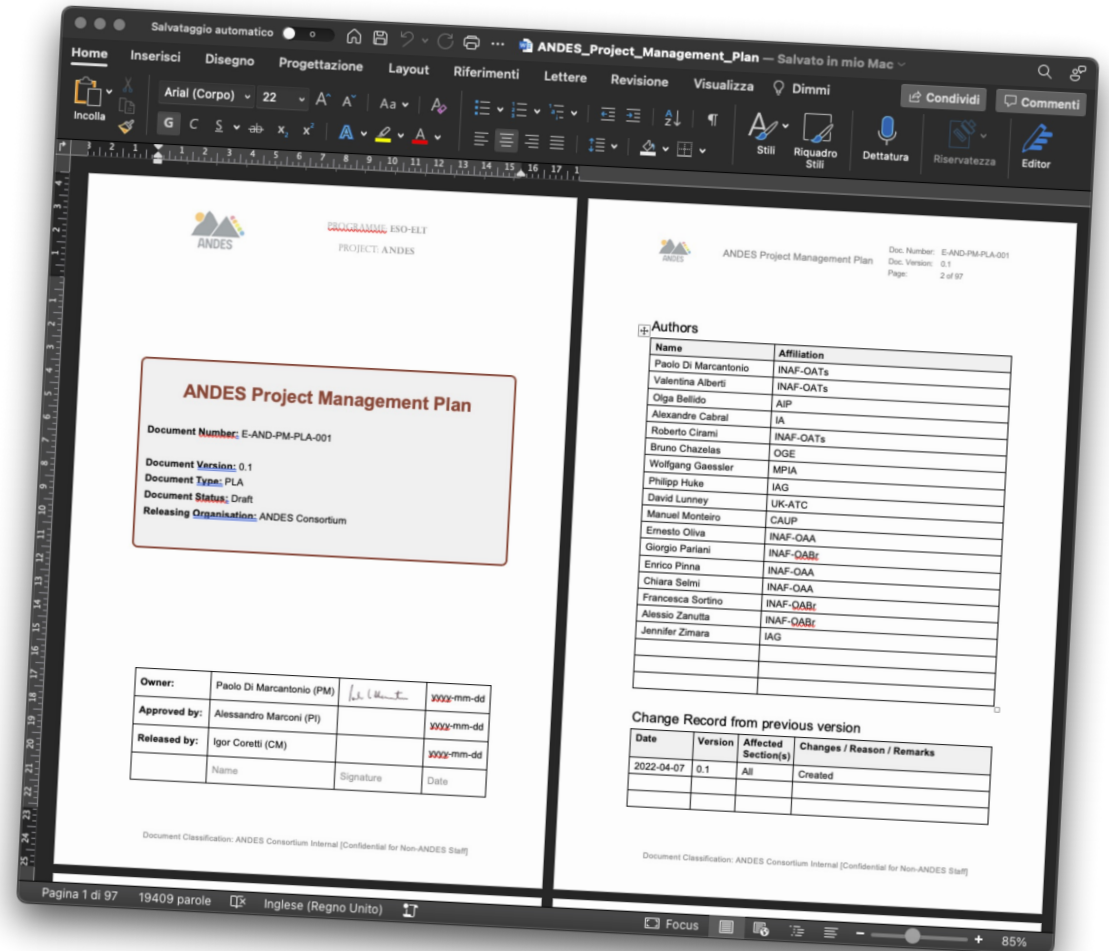 Salvataggio automatico
ANDES_Project_Management_Plan — Salvato in mio Mac
Home Inserisci Disegno Progettazione Layout Riferimenti Lettere Revisione Visualizza Dimmi
Condividi Commenti
Incolla
Arial (Corpo) 22
G C S ab x, x²
Stili
Riquadro Stili
Dettatura
Riservatezza
Editor
ANDES
PROGRAMME: ESO-ELT
PROJECT: ANDES
ANDES Project Management Plan
Document Number: E-AND-PM-PLA-001
Document Version: 0.1
Document Type: PLA
Document Status: Draft
Releasing Organisation: ANDES Consortium
Owner: Paolo Di Marcantonio (PM) yyyy-mm-dd
Approved by: Alessandro Marconi (PI) yyyy-mm-dd
Released by: Igor Coretti (CM) yyyy-mm-dd
Name Signature Date
Document Classification: ANDES Consortium Internal [Confidential for Non-ANDES Staff]
ANDES
ANDES Project Management Plan
Doc. Number: E-AND-PM-PLA-001
Doc. Version: 0.1
Page: 2 of 97
Authors
Name Affiliation
Paolo Di Marcantonio INAF-OATs
Valentina Alberti INAF-OATs
Olga Bellido AIP
Alexandre Cabral IA
Roberto Cirami INAF-OATs
Bruno Chazelas OGE
Wolfgang Gaessler MPIA
Philipp Huke IAG
David Lunney UK-ATC
Manuel Monteiro CAUP
Ernesto Oliva INAF-OAA
Giorgio Pariani INAF-OABr
Enrico Pinna INAF-OAA
Chiara Selmi INAF-OAA
Francesca Sortino INAF-OABr
Alessio Zanutta INAF-OABr
Jennifer Zimara IAG
Change Record from previous version
Date Version Affected Section(s) Changes / Reason / Remarks
2022-04-07 0.1 All Created
Document Classification: ANDES Consortium Internal [Confidential for Non-ANDES Staff]
Pagina 1 di 97 19409 parole Inglese (Regno Unito) Focus 85%